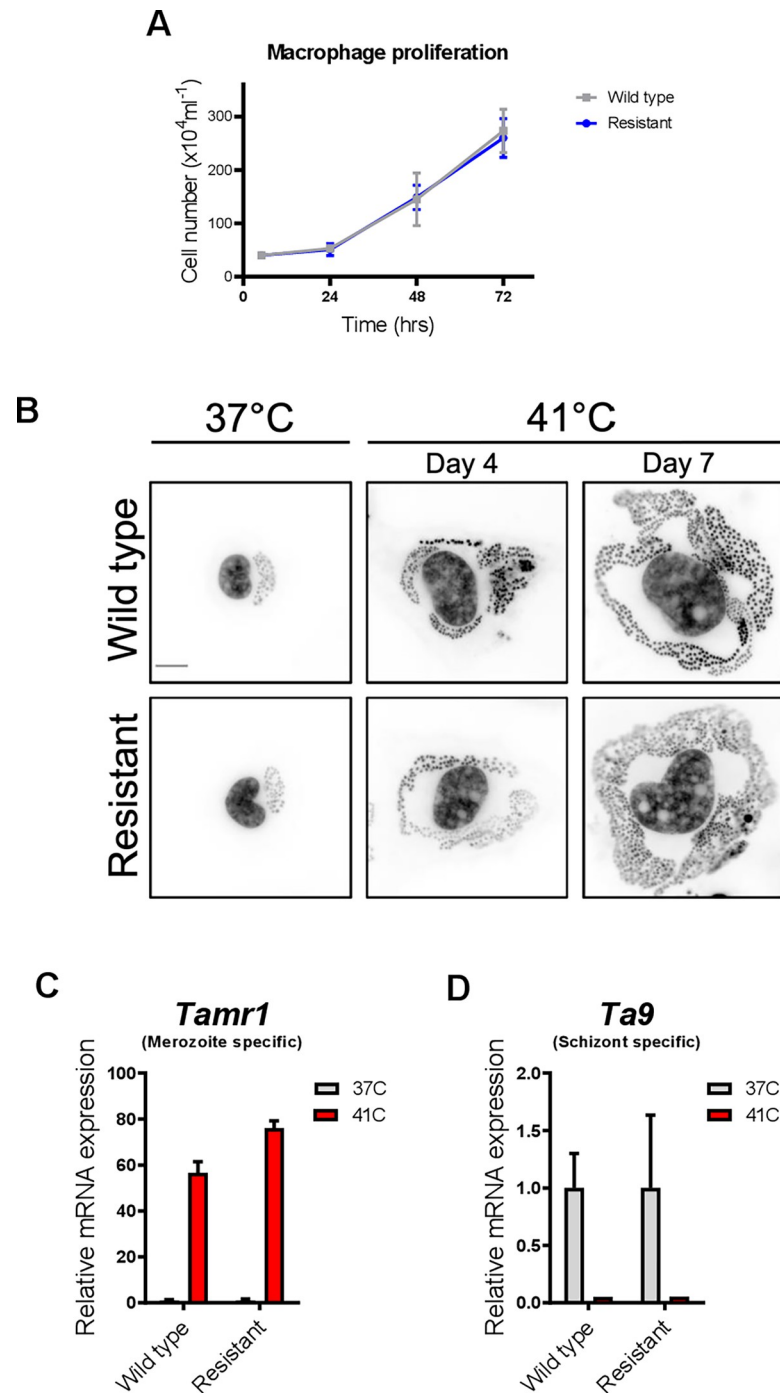 A
Macrophage proliferation
Cell number (x10⁴ml⁻¹)
300
200
100
0
0 24 48 72
Time (hrs)
Wild type
Resistant
B
37°C 41°C
Day 4 Day 7
Wild type
Resistant
C
Tamr1
(Merozoite specific)
Relative mRNA expression
100
80
60
40
20
0
37C
41C
Wild type Resistant
D
Ta9
(Schizont specific)
Relative mRNA expression
2.0
1.5
1.0
0.5
0.0
37C
41C
Wild type Resistant